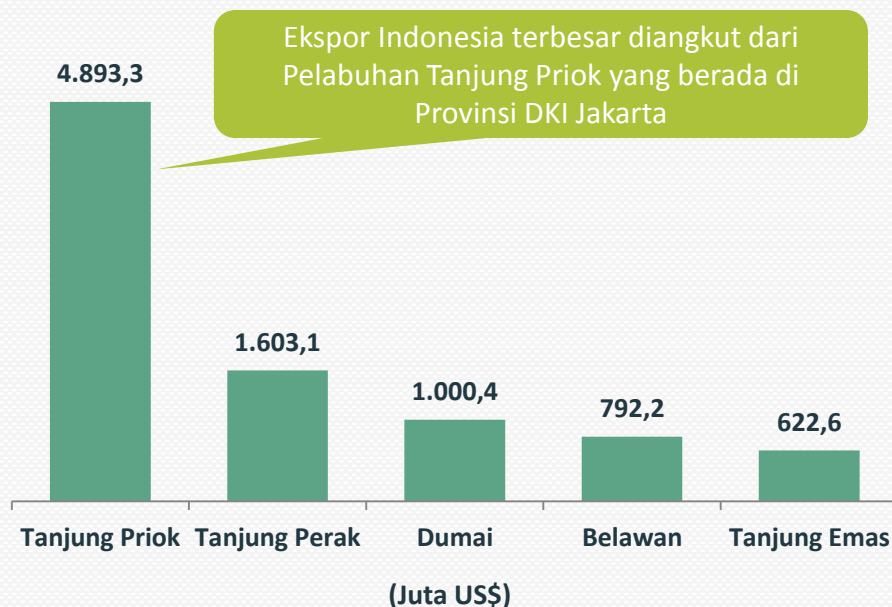 Ekspor Indonesia terbesar diangkut dari
Pelabuhan Tanjung Priok yang berada di
Provinsi DKI Jakarta
4.893,3
1.603,1
1.000,4
792,2
622,6
Tanjung Priok Tanjung Perak Dumai Belawan Tanjung Emas
(Juta US$)